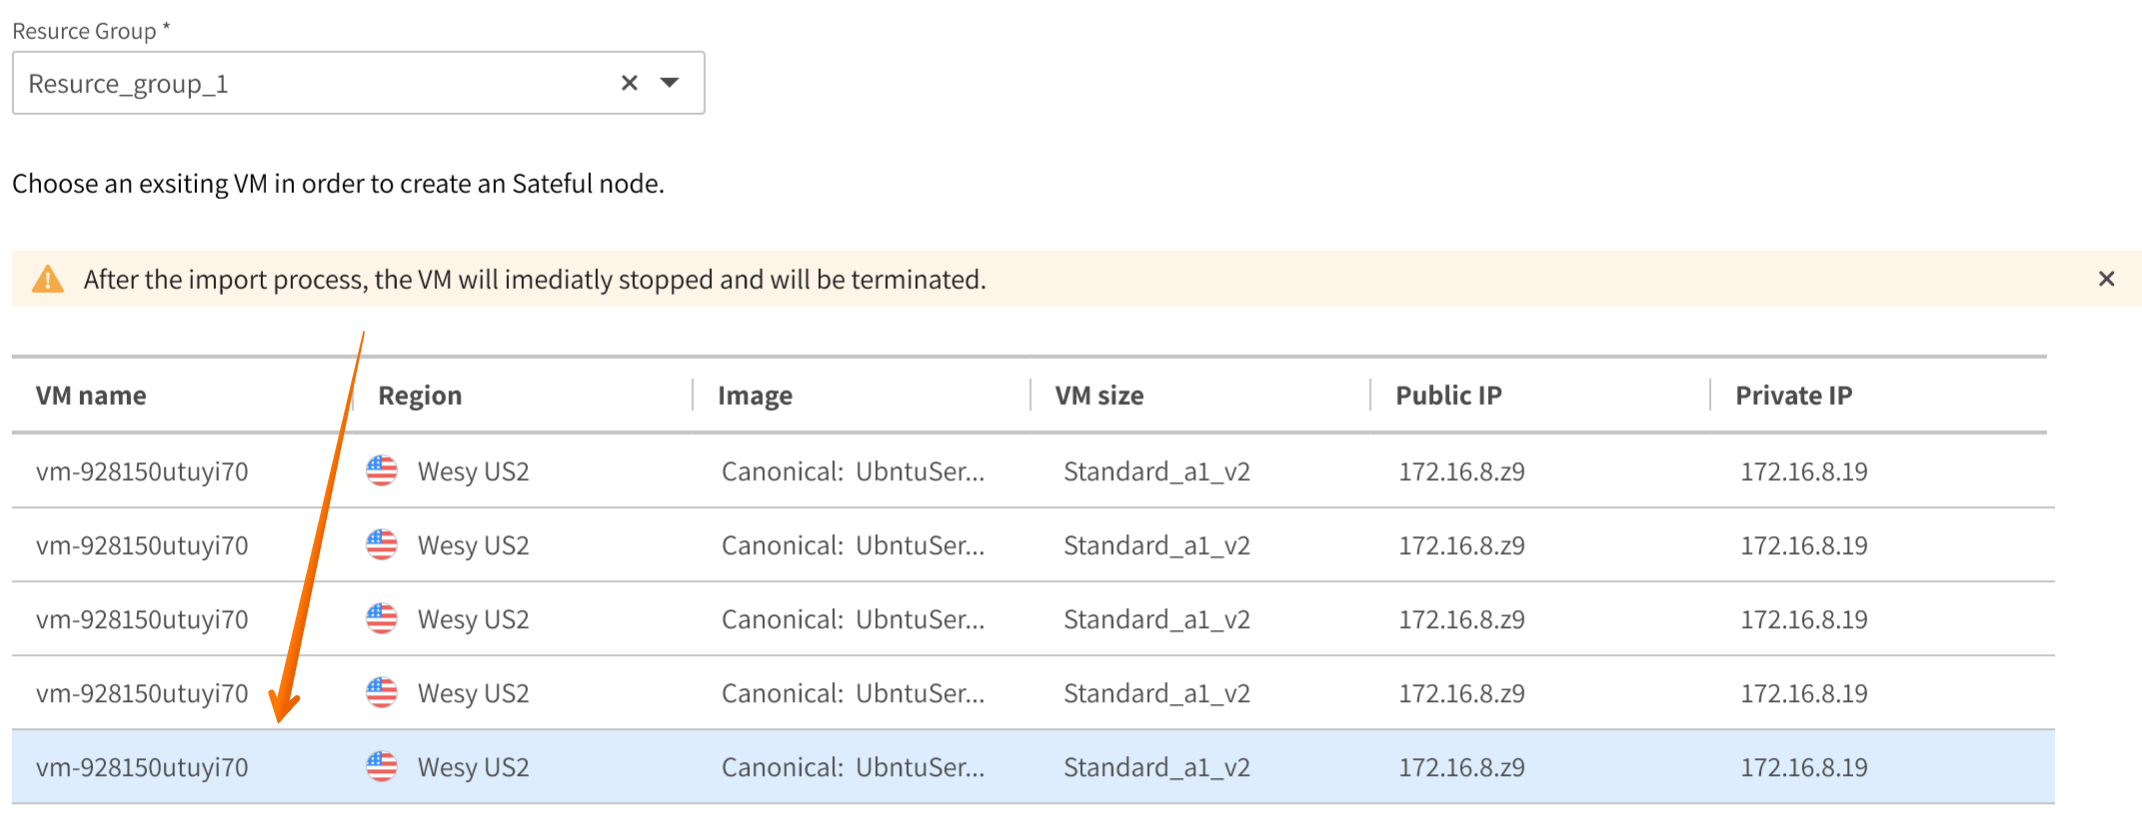 Resurce Group *
Resurce_group_1
Choose an exsiting VM in order to create an Sateful node.
After the import process, the VM will imediatly stopped and will be terminated.
VM name Region Image VM size Public IP Private IP
vm-928150utuyi70 Wesy US2 Canonical: UbntuSer... Standard_a1_v2 172.16.8.z9 172.16.8.19
vm-928150utuyi70 Wesy US2 Canonical: UbntuSer... Standard_a1_v2 172.16.8.z9 172.16.8.19
vm-928150utuyi70 Wesy US2 Canonical: UbntuSer... Standard_a1_v2 172.16.8.z9 172.16.8.19
vm-928150utuyi70 Wesy US2 Canonical: UbntuSer... Standard_a1_v2 172.16.8.z9 172.16.8.19
vm-928150utuyi70 Wesy US2 Canonical: UbntuSer... Standard_a1_v2 172.16.8.z9 172.16.8.19